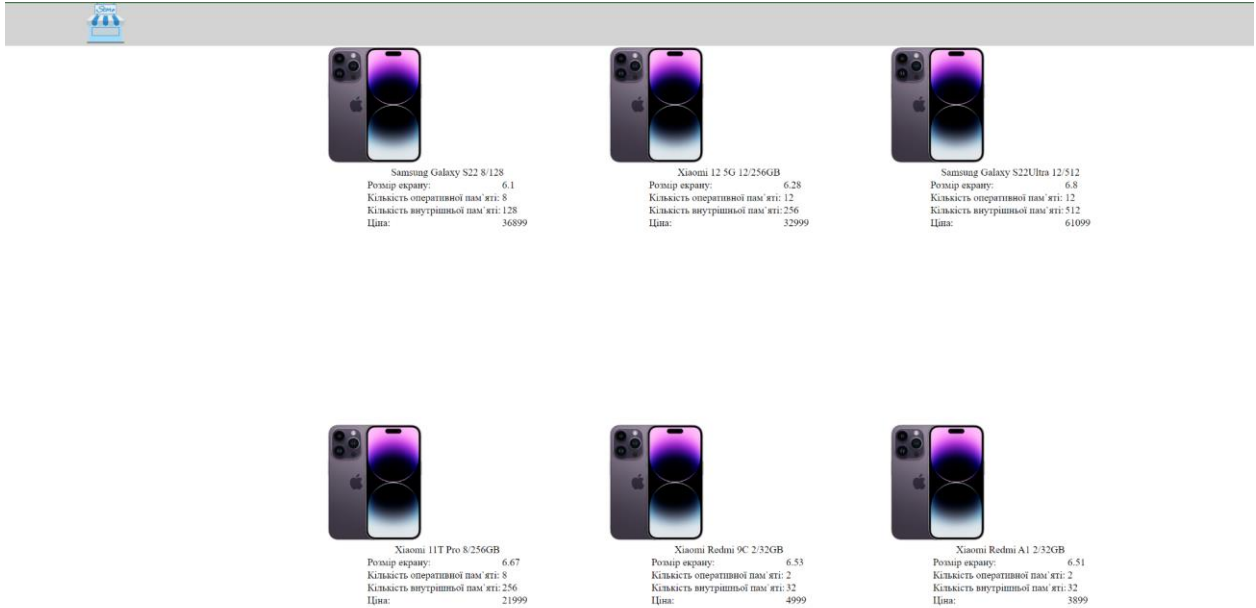 Store
Samsung Galaxy S22 8/128
Розмір екрану: 6.1
Кількість оперативної пам`яті: 8
Кількість внутрішньої пам`яті: 128
Ціна: 36899
Xiaomi 12 5G 12/256GB
Розмір екрану: 6.28
Кількість оперативної пам`яті: 12
Кількість внутрішньої пам`яті: 256
Ціна: 32999
Samsung Galaxy S22Ultra 12/512
Розмір екрану: 6.8
Кількість оперативної пам`яті: 12
Кількість внутрішньої пам`яті: 512
Ціна: 61099
Xiaomi 11T Pro 8/256GB
Розмір екрану: 6.67
Кількість оперативної пам`яті: 8
Кількість внутрішньої пам`яті: 256
Ціна: 21999
Xiaomi Redmi 9C 2/32GB
Розмір екрану: 6.53
Кількість оперативної пам`яті: 2
Кількість внутрішньої пам`яті: 32
Ціна: 4999
Xiaomi Redmi A1 2/32GB
Розмір екрану: 6.51
Кількість оперативної пам`яті: 2
Кількість внутрішньої пам`яті: 32
Ціна: 3899